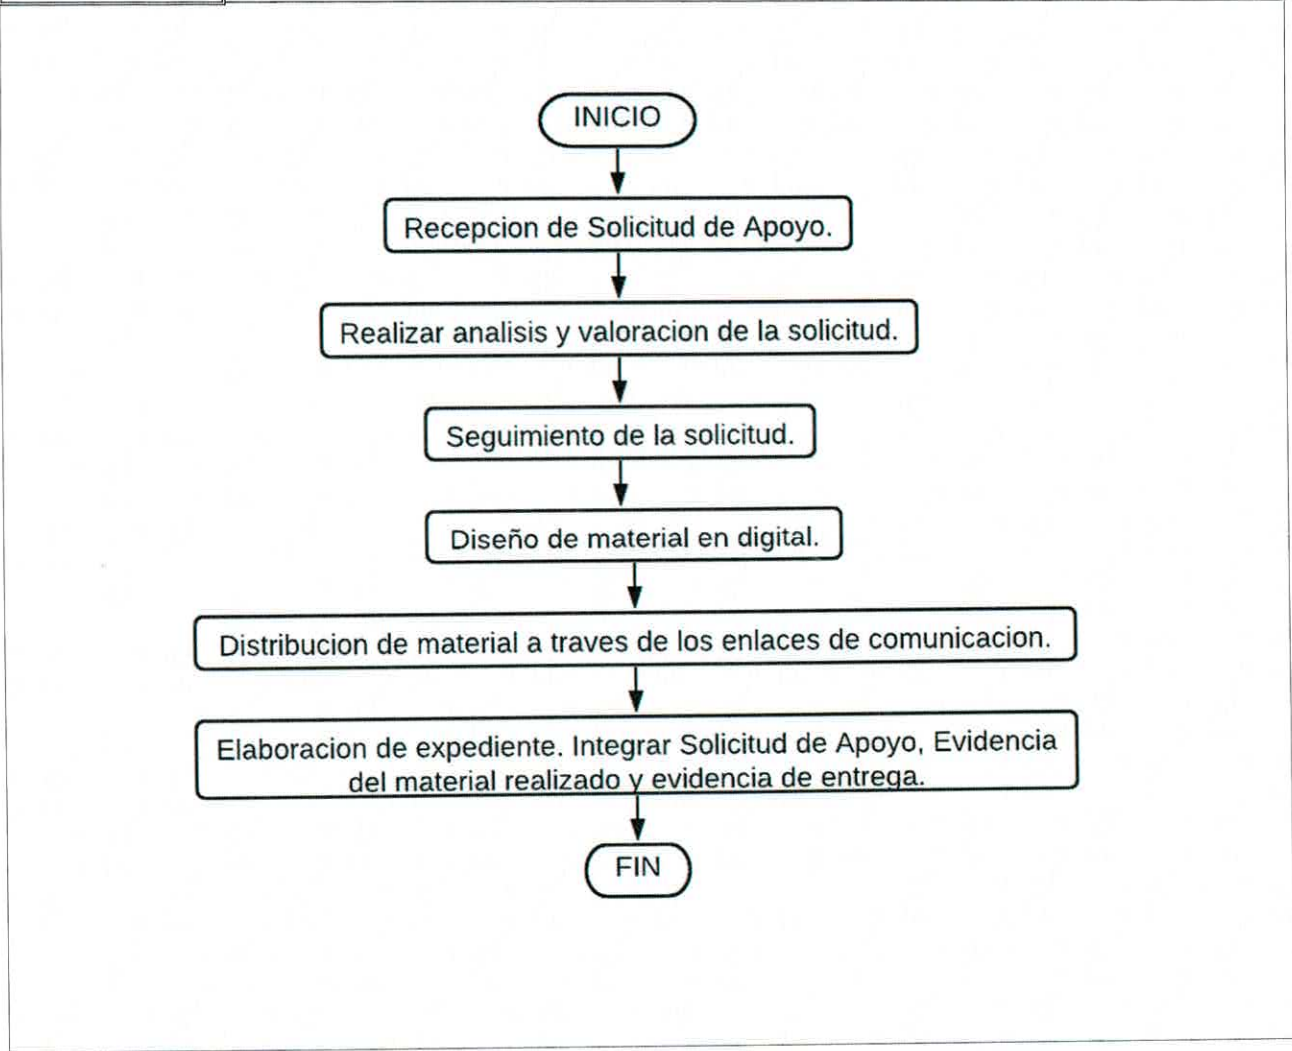 INICIO
Recepcion de Solicitud de Apoyo.
Realizar analisis y valoracion de la solicitud.
Seguimiento de la solicitud.
Diseño de material en digital.
Distribucion de material a traves de los enlaces de comunicacion.
Elaboracion de expediente. Integrar Solicitud de Apoyo, Evidencia
del material realizado y evidencia de entrega.
FIN